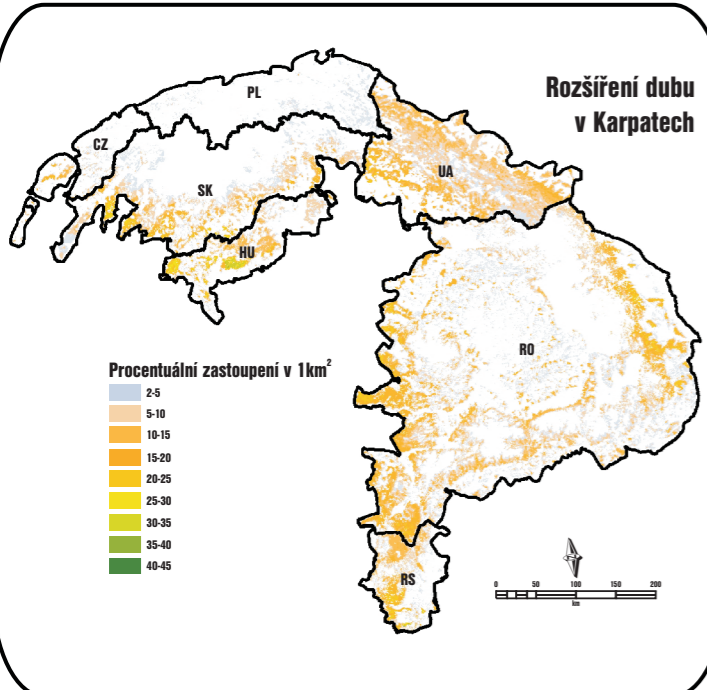 Rozšíření dubu
v Karpatech
PL
CZ
SK
UA
HU
RO
RS
Procentuální zastoupení v 1km²
2-5
5-10
10-15
15-20
20-25
25-30
30-35
35-40
40-45
0 50 100 150 200
km